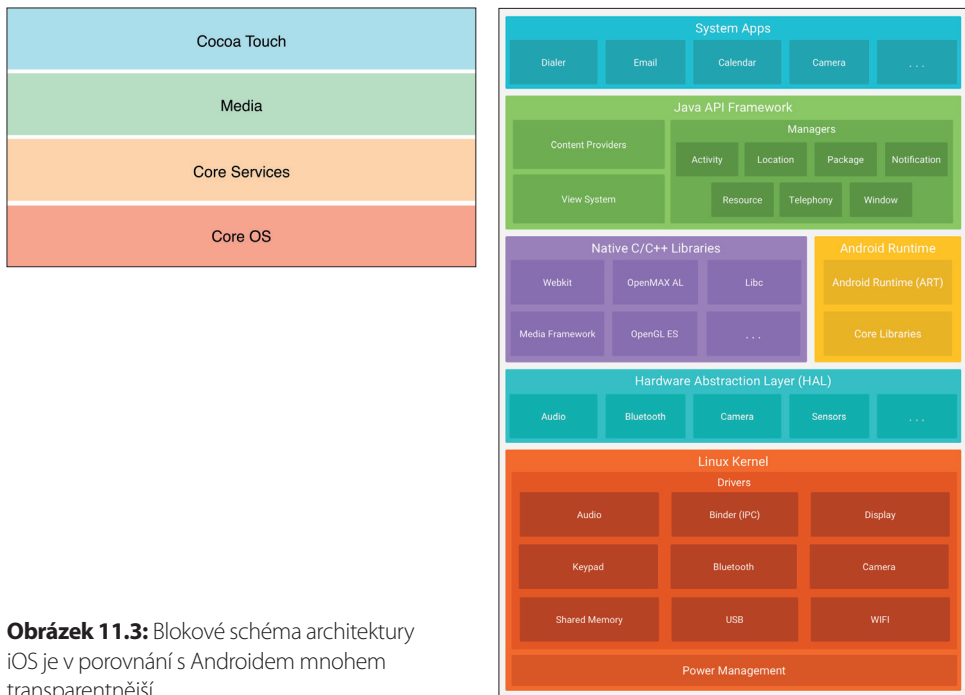 Cocoa Touch
Media
Core Services
Core OS
System Apps
Dialer Email Calendar Camera ...
Java API Framework
Content Providers
View System
Managers
Activity Location Package Notification
Resource Telephony Window
Native C/C++ Libraries
Webkit OpenMAX AL Libc
Media Framework OpenGL ES ...
Android Runtime
Android Runtime (ART)
Core Libraries
Hardware Abstraction Layer (HAL)
Audio Bluetooth Camera Sensors ...
Linux Kernel
Drivers
Audio Binder (IPC) Display
Keypad Bluetooth Camera
Shared Memory USB WIFI
Power Management
Obrázek 11.3: Blokové schéma architektury
iOS je v porovnání s Androidem mnohem
transparentnější